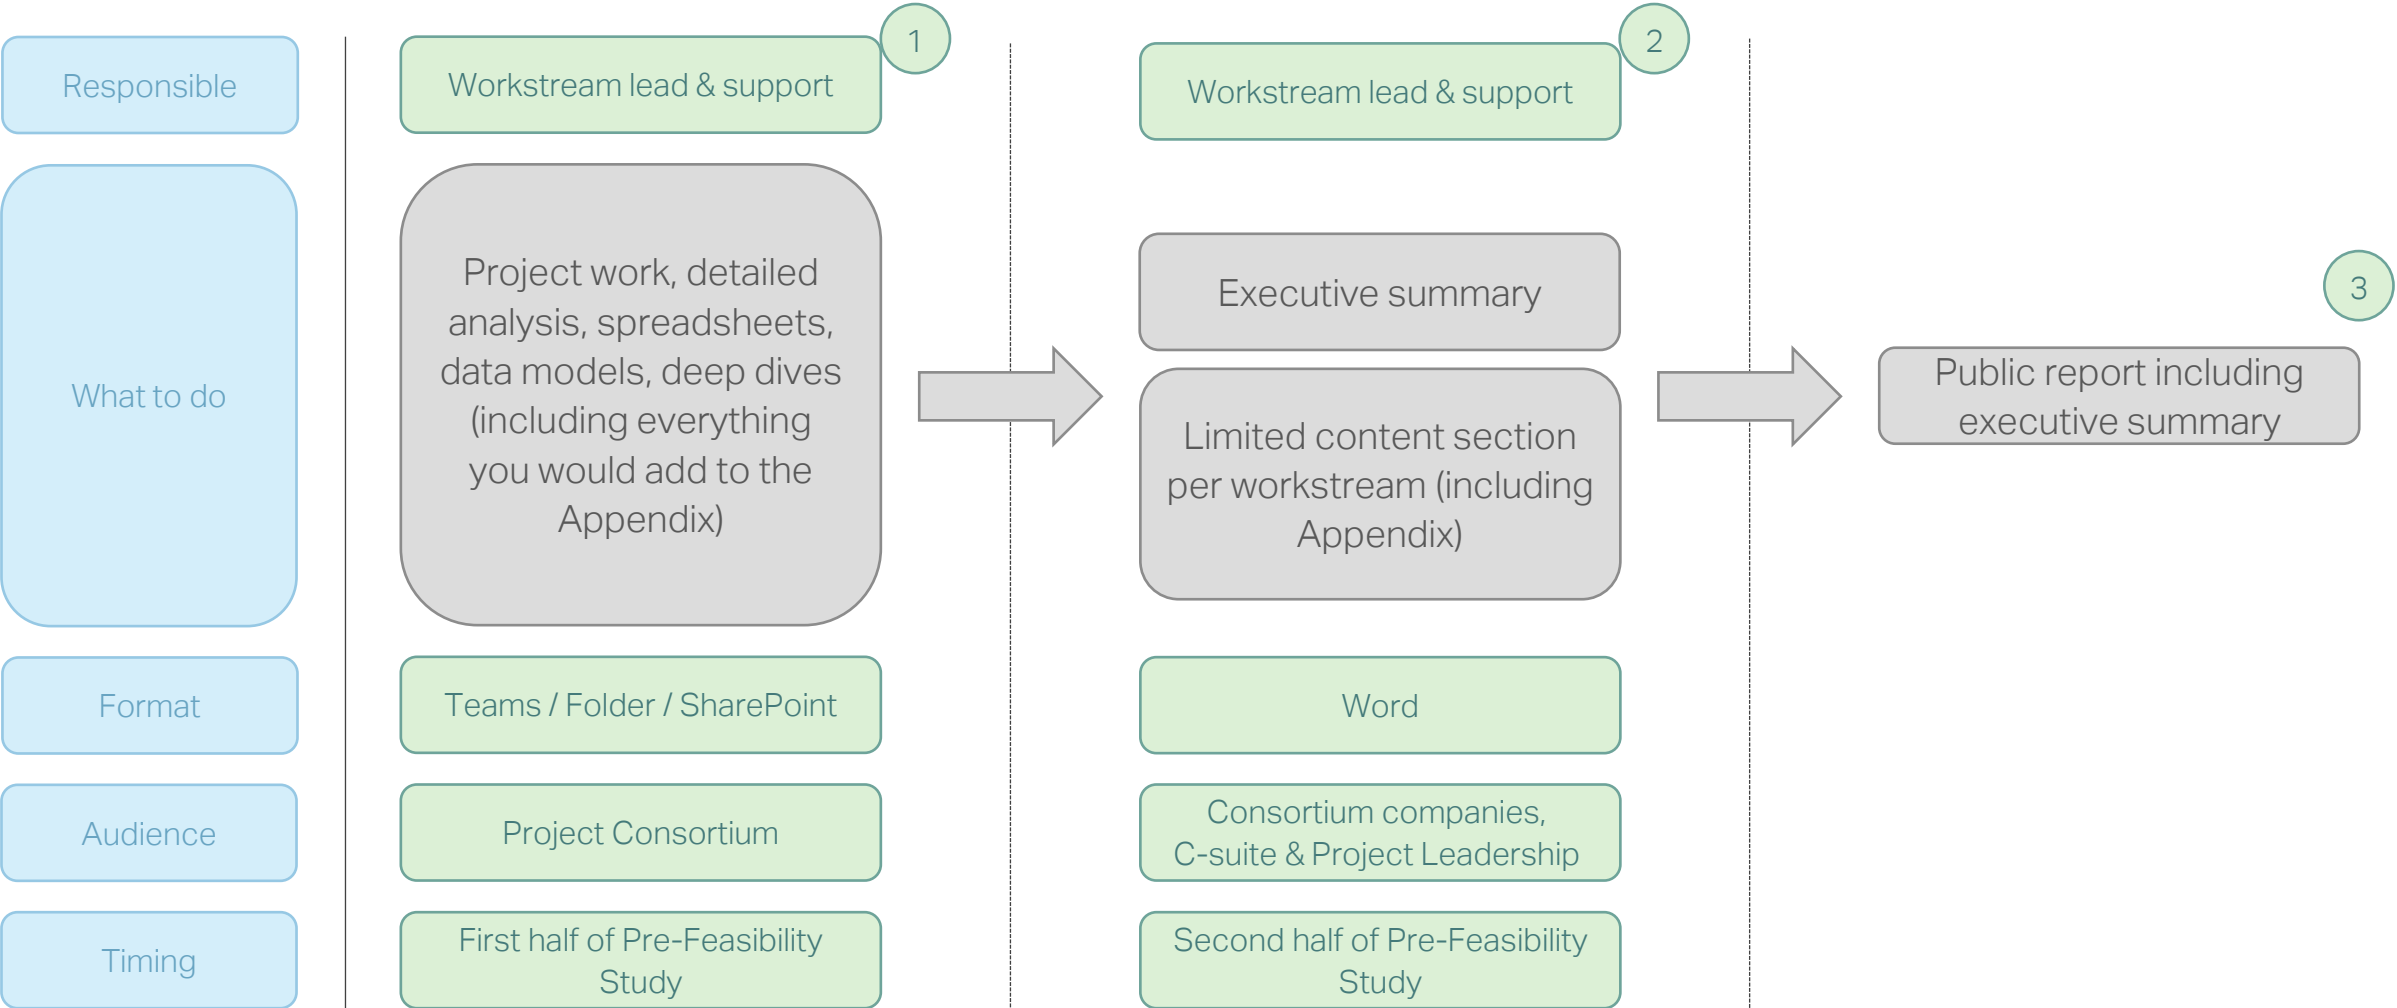 Responsible
Workstream lead & support
1
Workstream lead & support
2
What to do
Project work, detailed
analysis, spreadsheets,
data models, deep dives
(including everything
you would add to the
Appendix)
Executive summary
Limited content section
per workstream (including
Appendix)
3
Public report including
executive summary
Format
Teams / Folder / SharePoint
Word
Audience
Project Consortium
Consortium companies,
C-suite & Project Leadership
Timing
First half of Pre-Feasibility
Study
Second half of Pre-Feasibility
Study